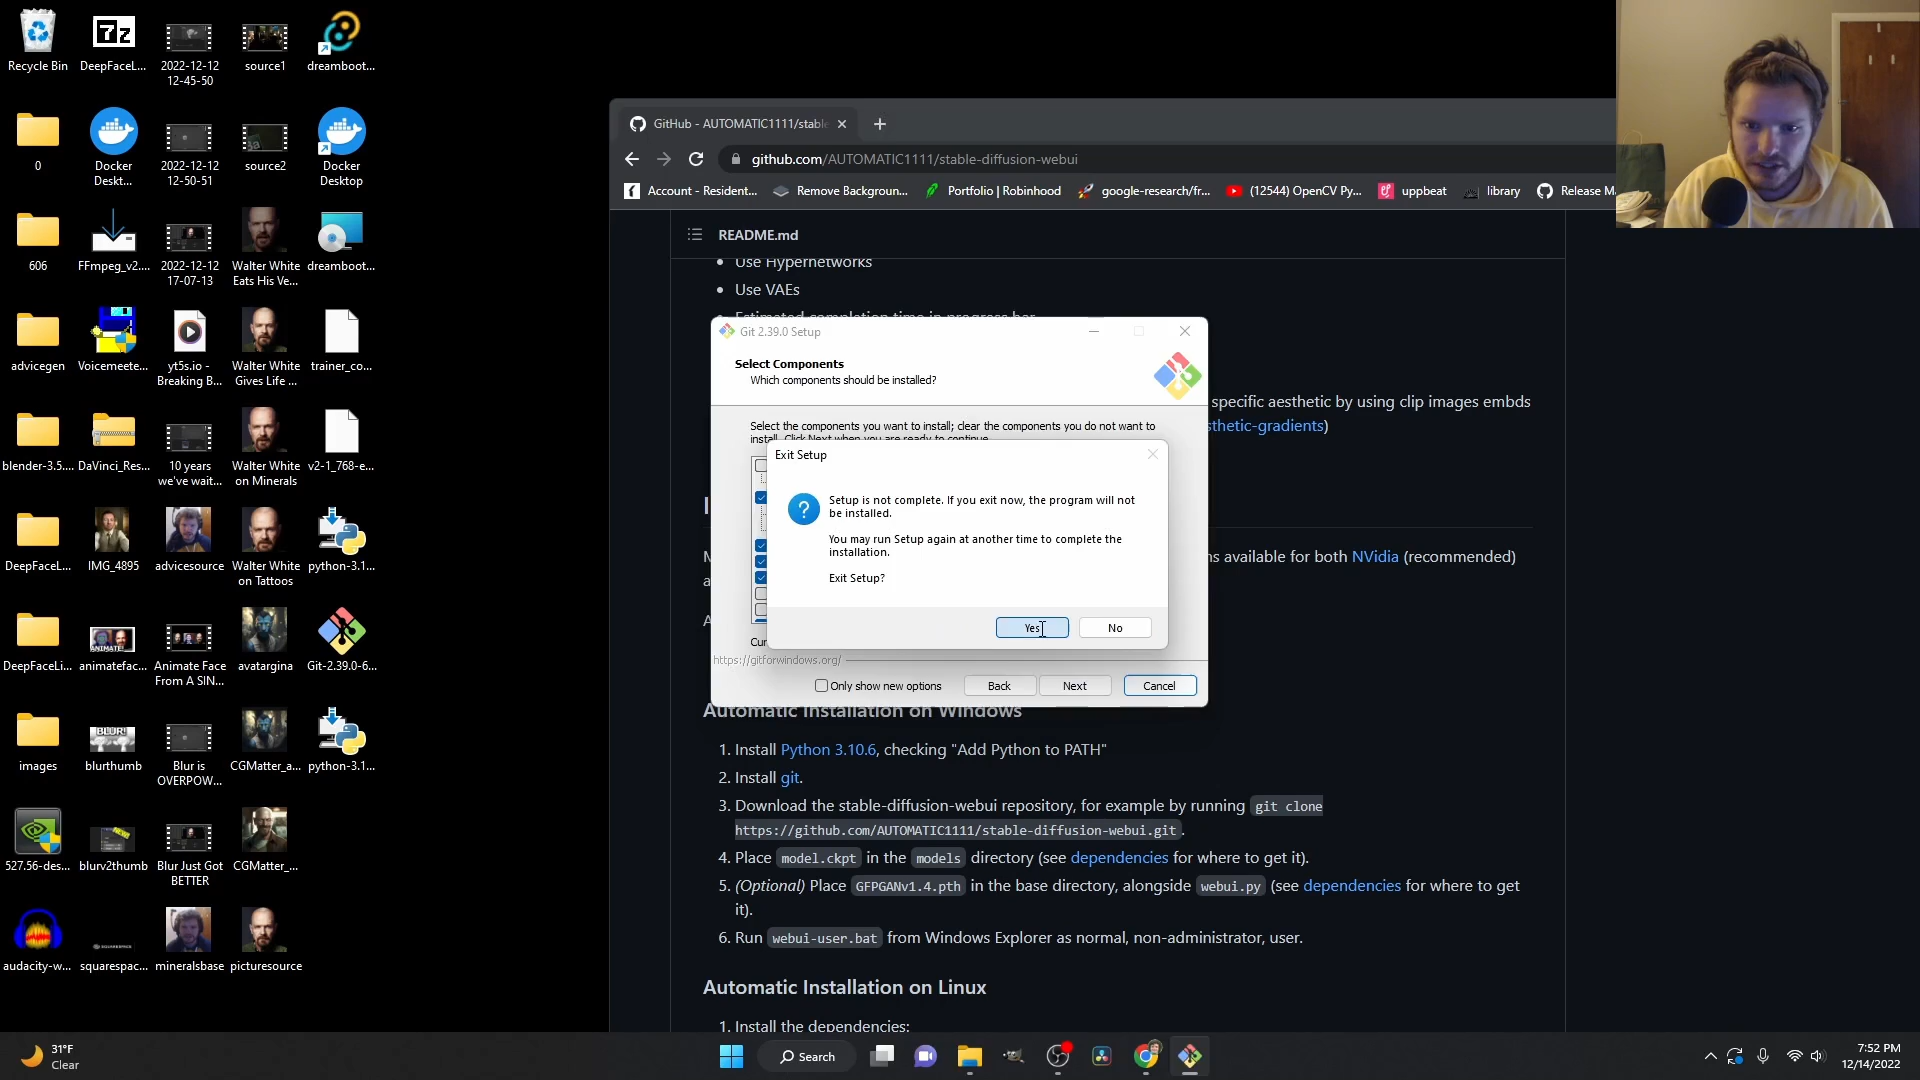 Recycle Bin
DeepFaceL...
2022-12-12
12-45-50
source1
dreamboot...
0
Docker
Deskt...
2022-12-12
12-50-51
source2
Docker
Desktop
606
FFmpeg_v2....
2022-12-12
17-07-13
Walter White
Eats His Ve...
dreamboot...
advicegen
Voicemeete...
yt5s.io -
Breaking B...
Walter White
Gives Life ...
trainer_co...
blender-3.5....
DaVinci_Res...
10 years
we've wait...
Walter White
on Minerals
v2-1_768-e...
DeepFaceL...
IMG_4895
advicesource
Walter White
on Tattoos
python-3.1...
DeepFaceLi...
animatefac...
Animate Face
From A SIN...
avatargina
Git-2.39.0-6...
images
BLUR!
blurthumb
Blur is
OVERPOW...
CGMatter_a...
python-3.1...
527.56-des...
blurv2thumb
Blur Just Got
BETTER
CGMatter_...
audacity-w...
squarespac...
mineralsbase
picturesource
GitHub - AUTOMATIC1111/stabl
github.com/AUTOMATIC1111/stable-diffusion-webui
Account - Resident...
Remove Backgroun...
Portfolio | Robinhood
google-research/fr...
(12544) OpenCV Py...
uppbeat
library
Release M
README.md
Use Hypernetworks
Use VAEs
Estimated completion time in progress bar
specific aesthetic by using clip images embds
sthetic-gradients)
ns available for both NVidia (recommended)
Git 2.39.0 Setup
Select Components
Which components should be installed?
Select the components you want to install; clear the components you do not want to
install. Click Next when you are ready to continue.
Exit Setup
Setup is not complete. If you exit now, the program will not
be installed.
You may run Setup again at another time to complete the
installation.
Exit Setup?
Yes
No
Cur
https://gitforwindows.org/
Only show new options
Back
Next
Cancel
Automatic Installation on Windows
1. Install Python 3.10.6, checking "Add Python to PATH"
2. Install git.
3. Download the stable-diffusion-webui repository, for example by running git clone
https://github.com/AUTOMATIC1111/stable-diffusion-webui.git.
4. Place model.ckpt in the models directory (see dependencies for where to get it).
5. (Optional) Place GFPGANv1.4.pth in the base directory, alongside webui.py (see dependencies for where to get
it).
6. Run webui-user.bat from Windows Explorer as normal, non-administrator, user.
Automatic Installation on Linux
1. Install the dependencies:
31°F
Clear
Search
7:52 PM
12/14/2022